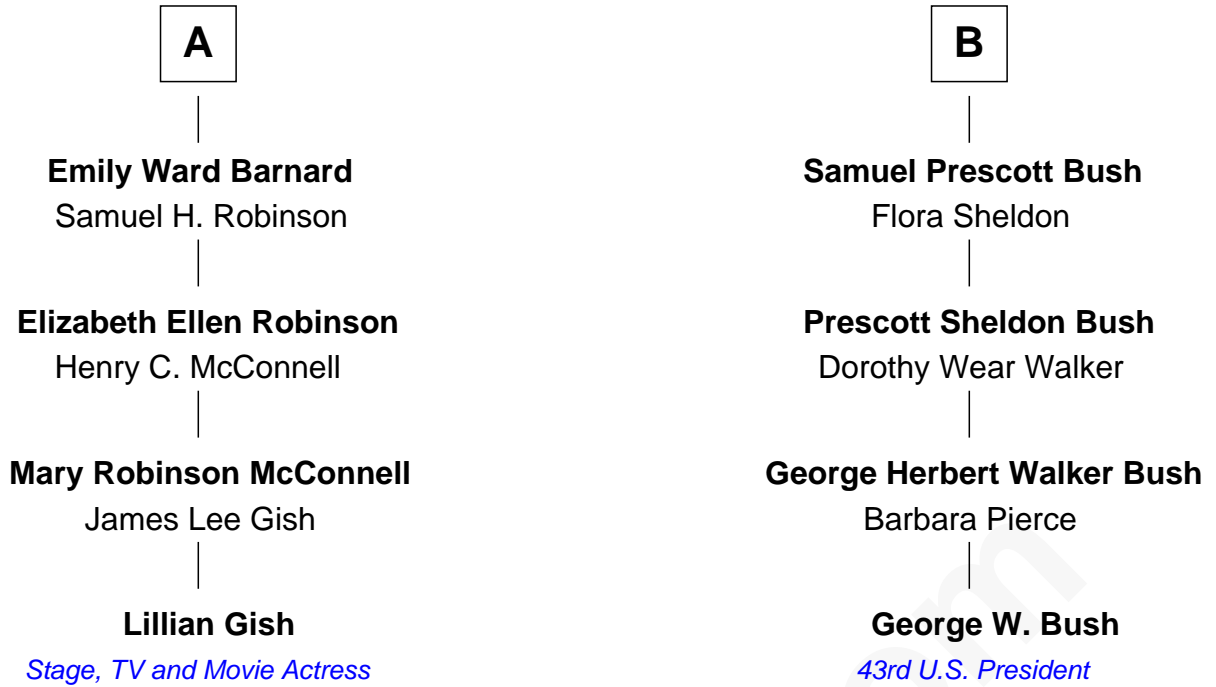 A
Emily Ward Barnard
Samuel H. Robinson
Elizabeth Ellen Robinson
Henry C. McConnell
Mary Robinson McConnell
James Lee Gish
Lillian Gish
Stage, TV and Movie Actress
B
Samuel Prescott Bush
Flora Sheldon
Prescott Sheldon Bush
Dorothy Wear Walker
George Herbert Walker Bush
Barbara Pierce
George W. Bush
43rd U.S. President